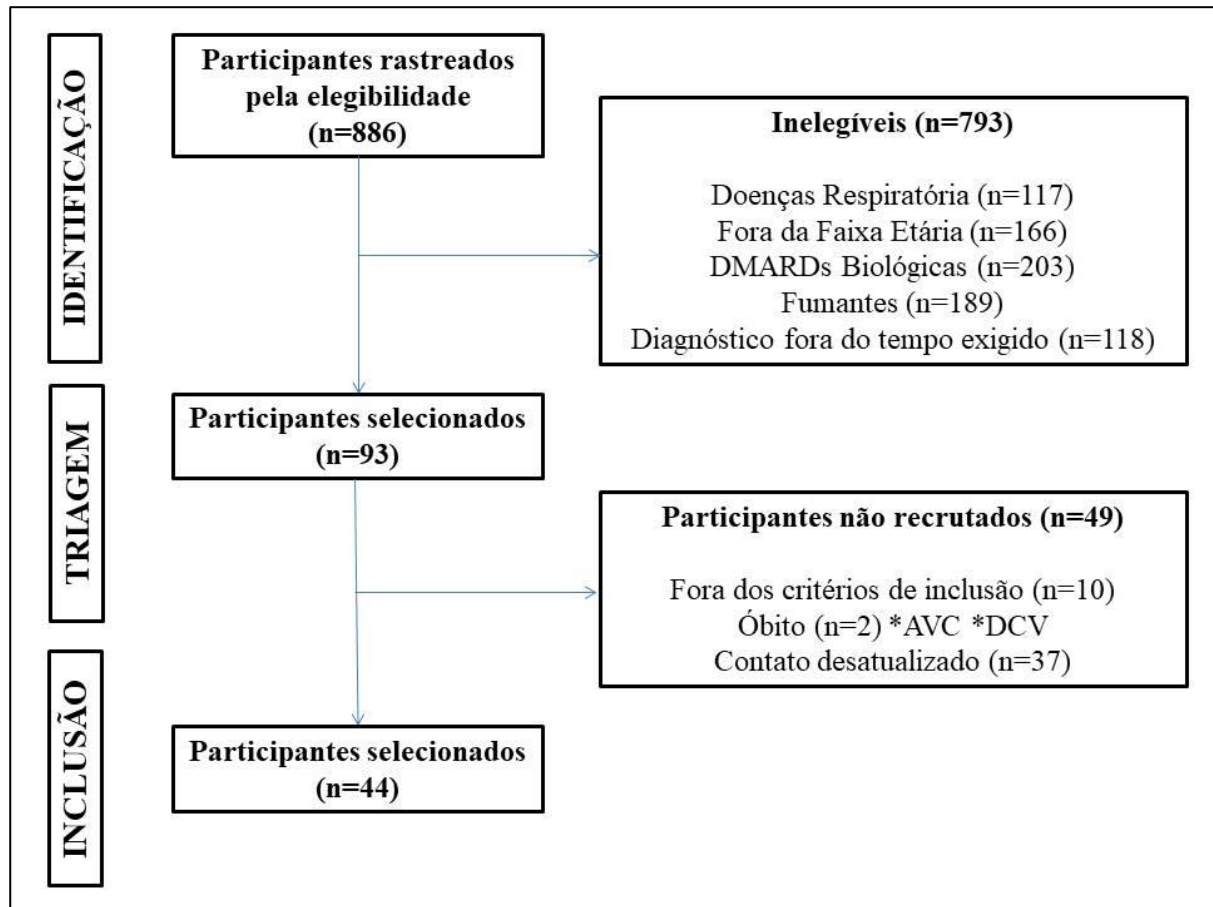 IDENTIFICAÇÃO
Participantes rastreados
pela elegibilidade
(n=886)
Inelegíveis (n=793)
Doenças Respiratória (n=117)
Fora da Faixa Etária (n=166)
DMARDs Biológicas (n=203)
Fumantes (n=189)
Diagnóstico fora do tempo exigido (n=118)
TRIAGEM
Participantes selecionados
(n=93)
Participantes não recrutados (n=49)
Fora dos critérios de inclusão (n=10)
Óbito (n=2) *AVC *DCV
Contato desatualizado (n=37)
INCLUSÃO
Participantes selecionados
(n=44)